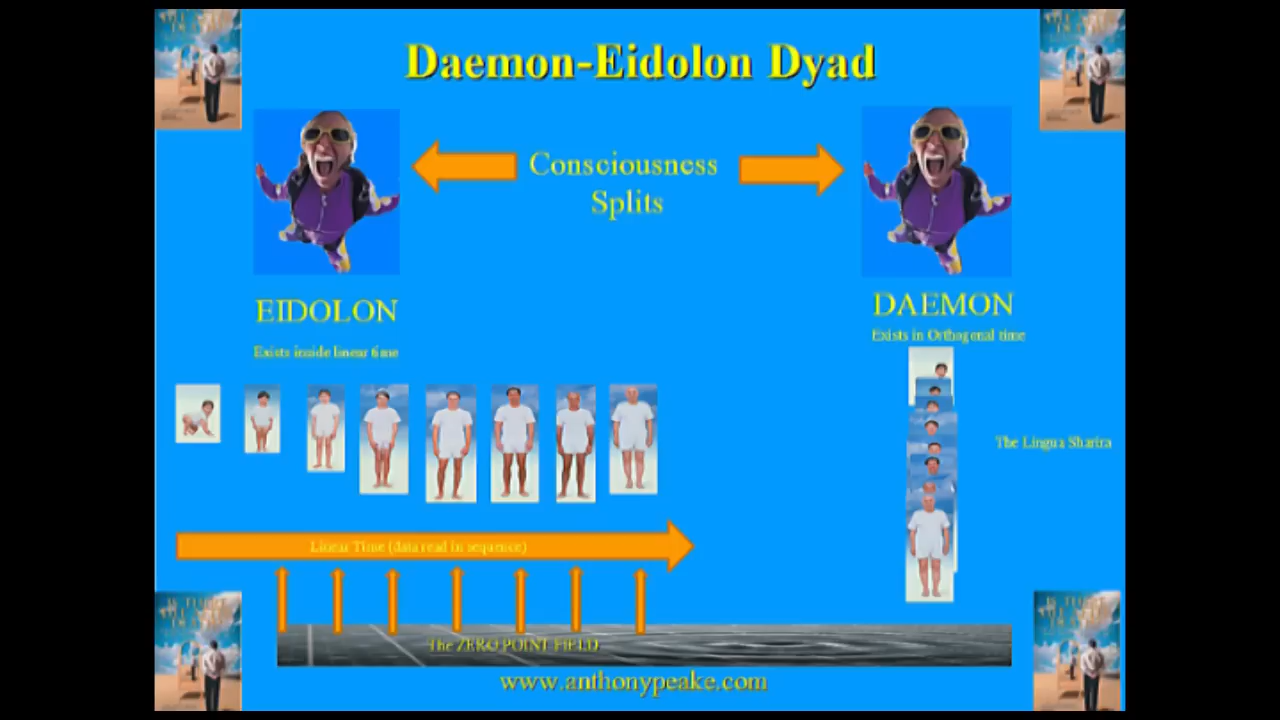 Daemon-Eidolon Dyad
Consciousness
Splits
EIDOLON
Exists inside linear time
DAEMON
Exists in Orthogonal time
The Lingua Sharira
Linear Time (data read in sequence)
The ZERO POINT FIELD
www.anthonypeake.com